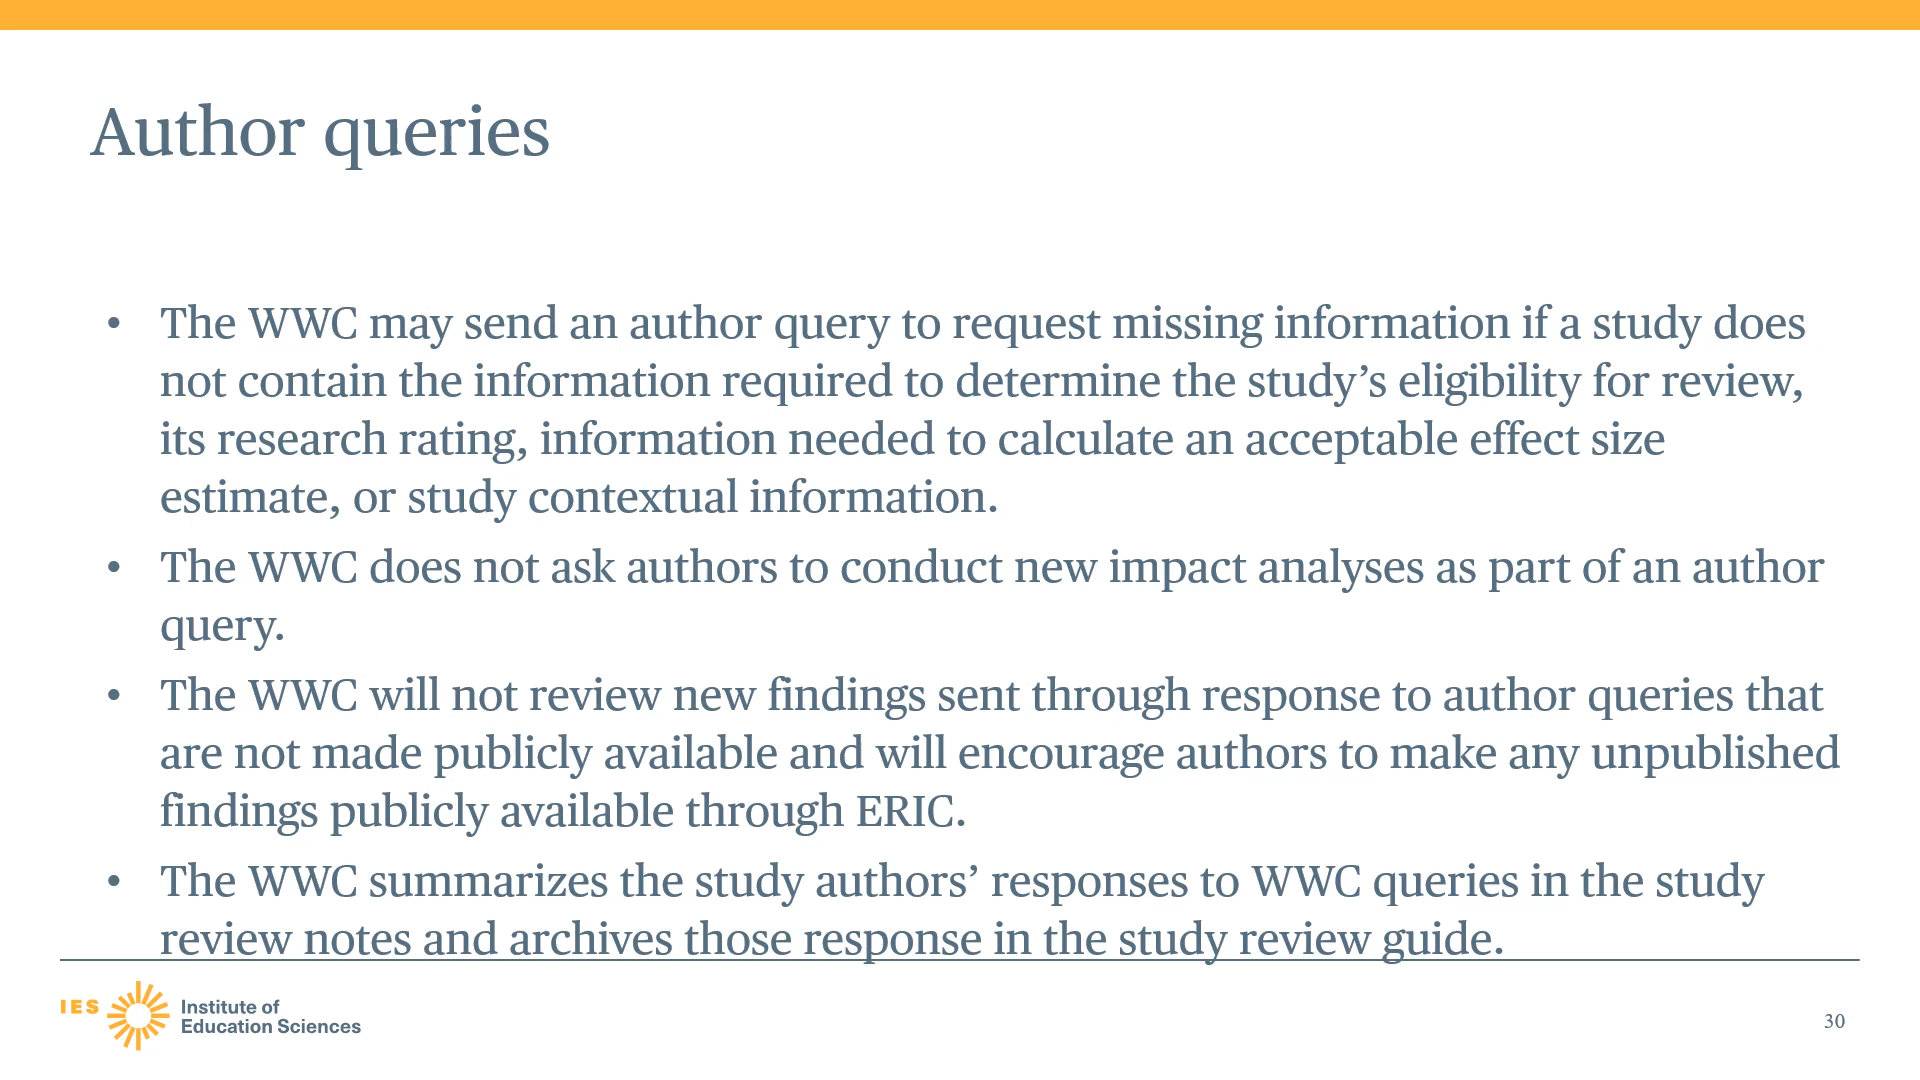 Author queries
• The WWC may send an author query to request missing information if a study does
not contain the information required to determine the study’s eligibility for review,
its research rating, information needed to calculate an acceptable effect size
estimate, or study contextual information.
• The WWC does not ask authors to conduct new impact analyses as part of an author
query.
• The WWC will not review new findings sent through response to author queries that
are not made publicly available and will encourage authors to make any unpublished
findings publicly available through ERIC.
• The WWC summarizes the study authors’ responses to WWC queries in the study
review notes and archives those response in the study review guide.
IES
Institute of
Education Sciences
30